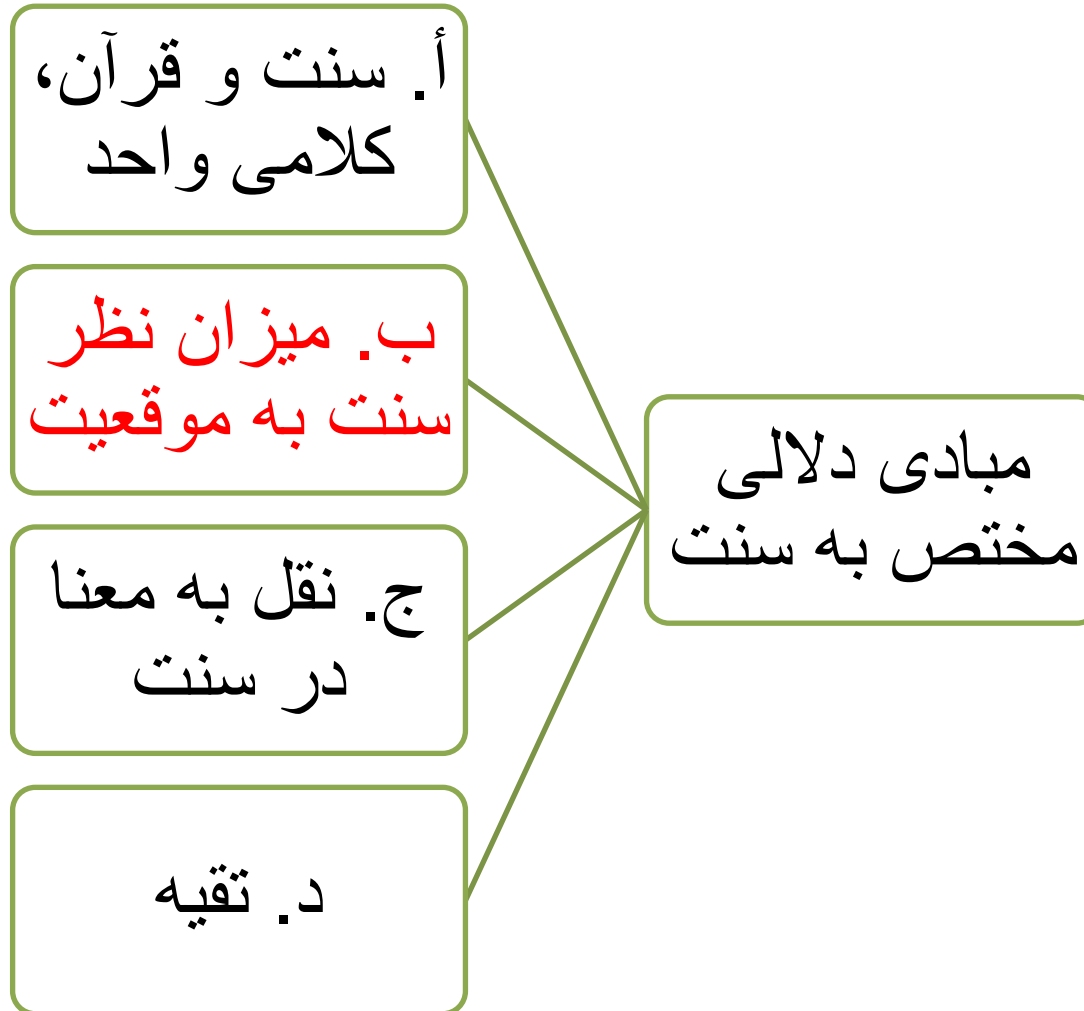 مبادی دلالی
مختص به سنت
أ. سنت و قرآن،
کلامی واحد
ب. میزان نظر
سنت به موقعیت
ج. نقل به معنا
در سنت
د. تقیه